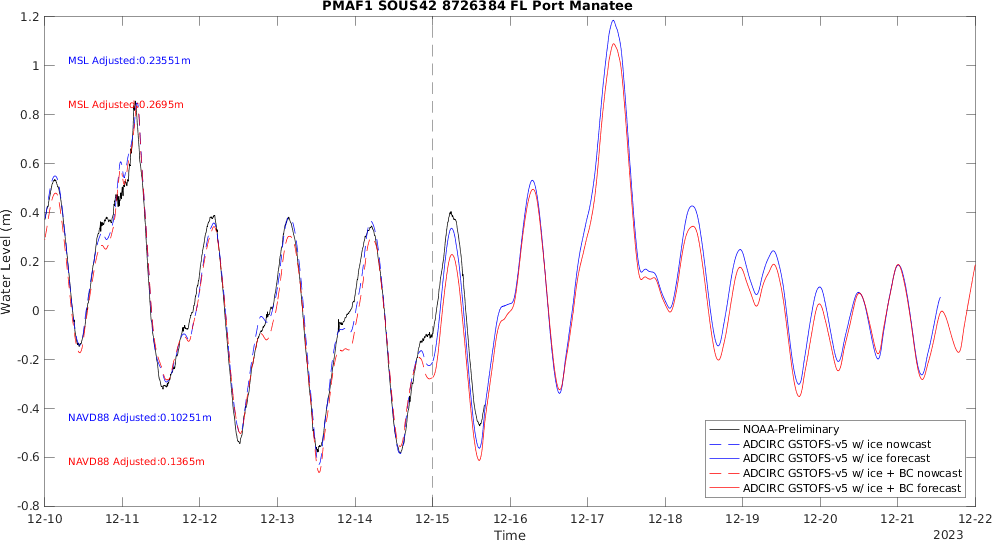 PMAF1 SOUS42 8726384 FL Port Manatee
1.2
1
0.8
0.6
0.4
0.2
0
-0.2
-0.4
-0.6
-0.8
Water Level (m)
MSL Adjusted:0.23551m
MSL Adjusted:0.2695m
NAVD88 Adjusted:0.10251m
NAVD88 Adjusted:0.1365m
NOAA-Preliminary
ADCIRC GSTOFS-v5 w/ ice nowcast
ADCIRC GSTOFS-v5 w/ ice forecast
ADCIRC GSTOFS-v5 w/ ice + BC nowcast
ADCIRC GSTOFS-v5 w/ ice + BC forecast
12-10 12-11 12-12 12-13 12-14 12-15 12-16 12-17 12-18 12-19 12-20 12-21 12-22
Time
2023